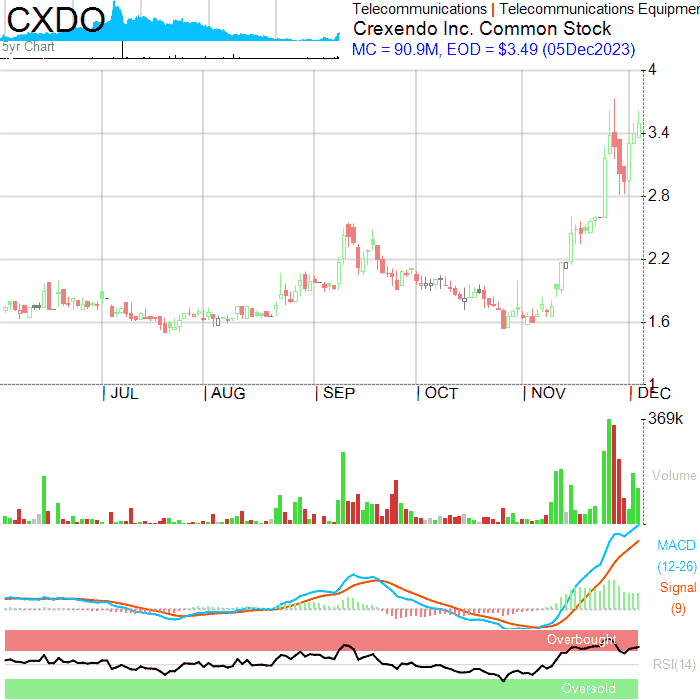 CXDO
5yr Chart
Telecommunications | Telecommunications Equipmen
Crexendo Inc. Common Stock
MC = 90.9M, EOD = $3.49 (05Dec2023)
4
3.4
2.8
2.2
1.6
1
JUL AUG SEP OCT NOV DEC
369k
Volume
MACD
(12-26)
Signal
(9)
Overbought
RSI(14)
Oversold